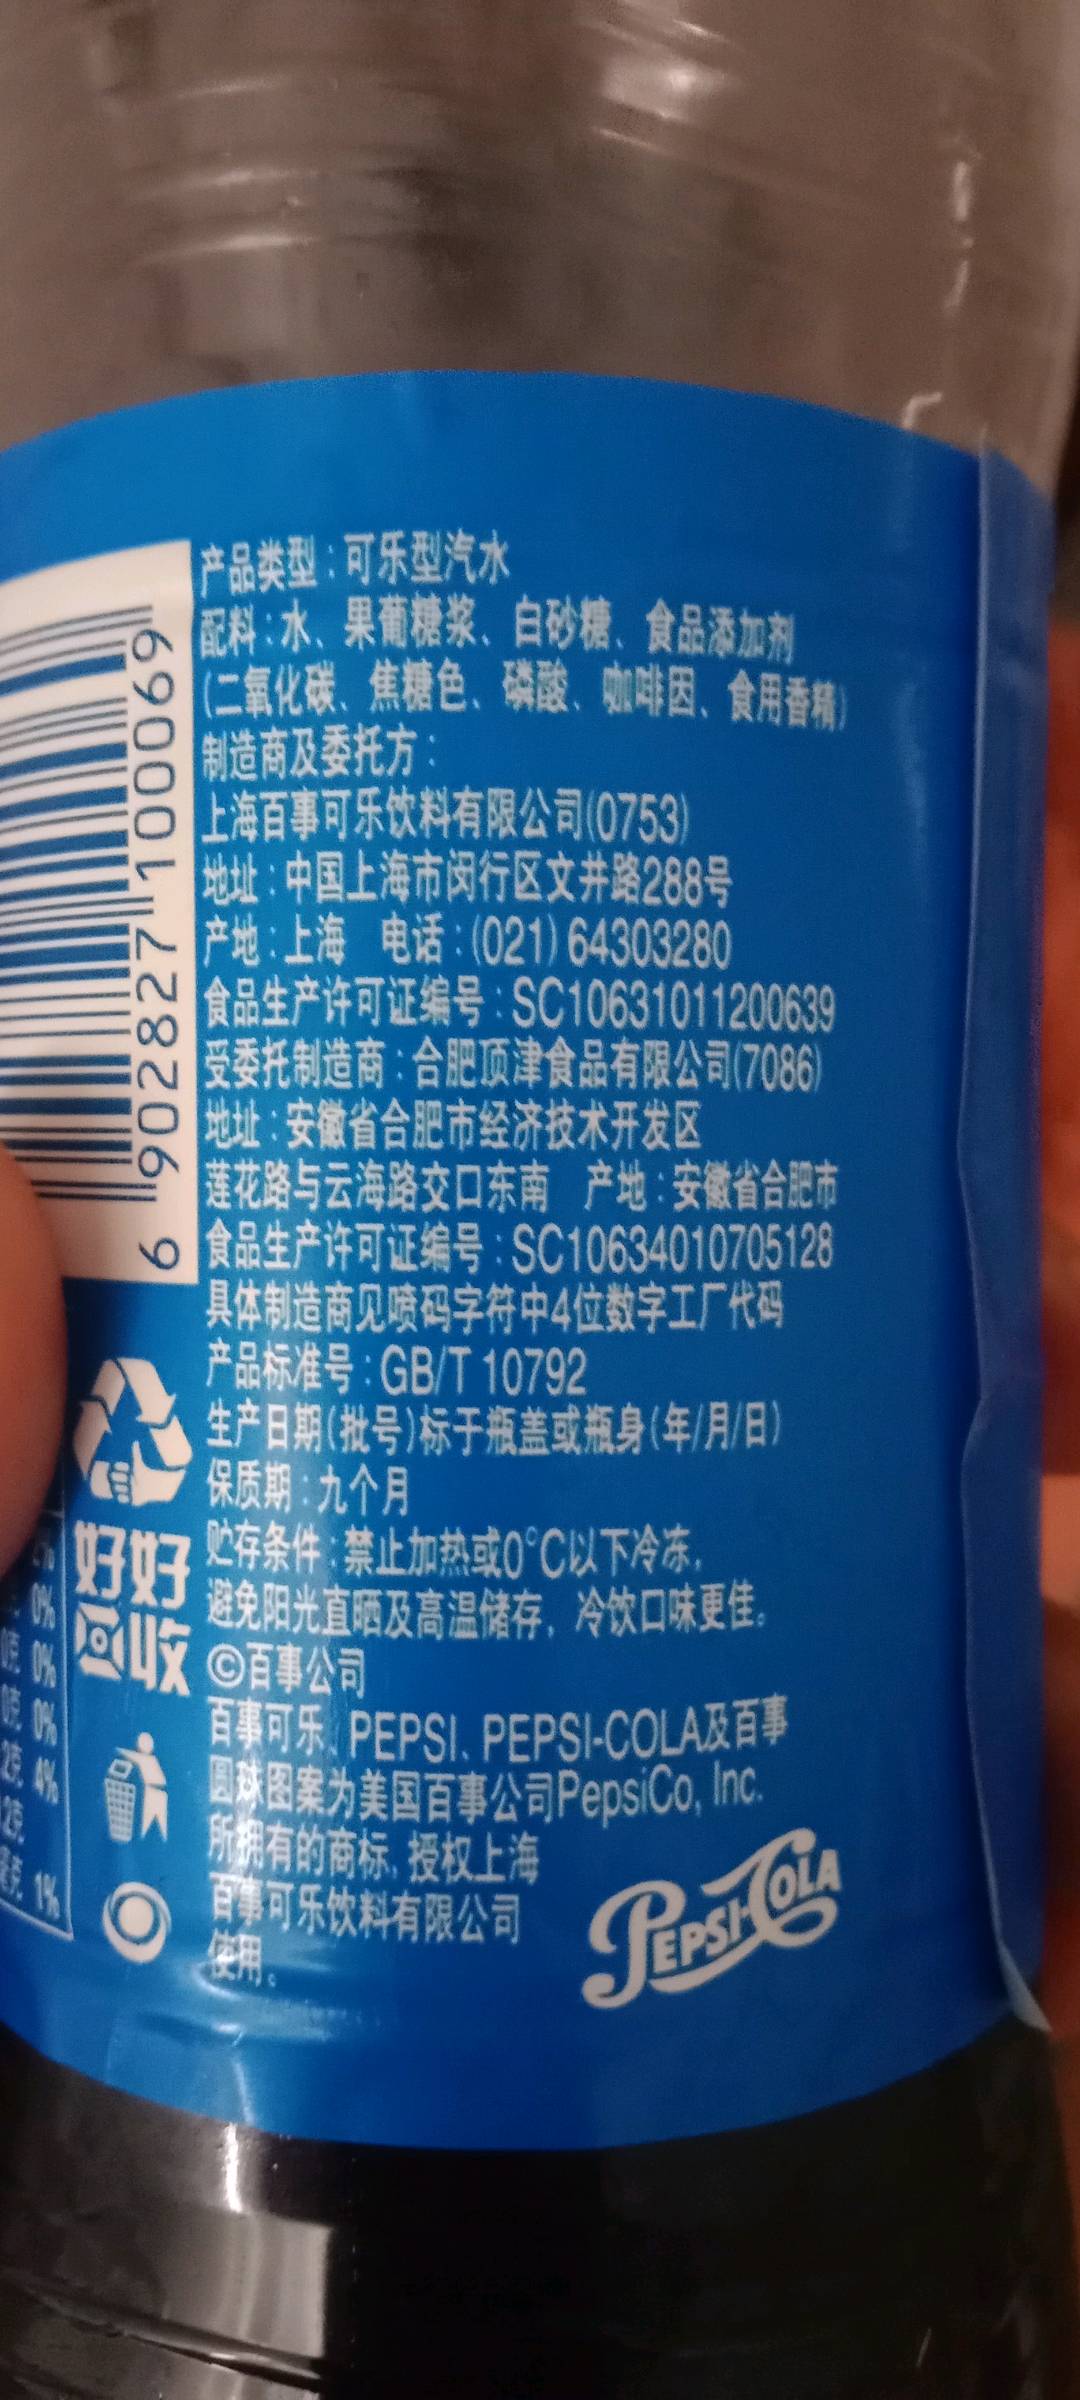 产品类型：可乐型汽水
配料：水、果葡糖浆、白砂糖、食品添加剂
(二氧化碳、焦糖色、磷酸、咖啡因、食用香精)
制造商及委托方：
上海百事可乐饮料有限公司(0753)
地址：中国上海市闵行区文井路288号
产地：上海 电话：(021) 64303280
食品生产许可证编号：SC10631011200639
受委托制造商：合肥顶津食品有限公司(7086)
地址：安徽省合肥市经济技术开发区
莲花路与云海路交口东南 产地：安徽省合肥市
食品生产许可证编号：SC10634010705128
具体制造商见喷码字符中4位数字工厂代码
产品标准号：GB/T 10792
生产日期(批号)标于瓶盖或瓶身(年/月/日)
保质期：九个月
贮存条件：禁止加热或0°C以下冷冻，
避免阳光直晒及高温储存，冷饮口味更佳。
©百事公司
百事可乐、PEPSI、PEPSI-COLA及百事
圆球图案为美国百事公司PepsiCo, Inc.
所拥有的商标，授权上海
百事可乐饮料有限公司
使用。
PEPSI-COLA
6 902827 100069
好好
回收
0%
0克 0%
0克 0%
4%
1%